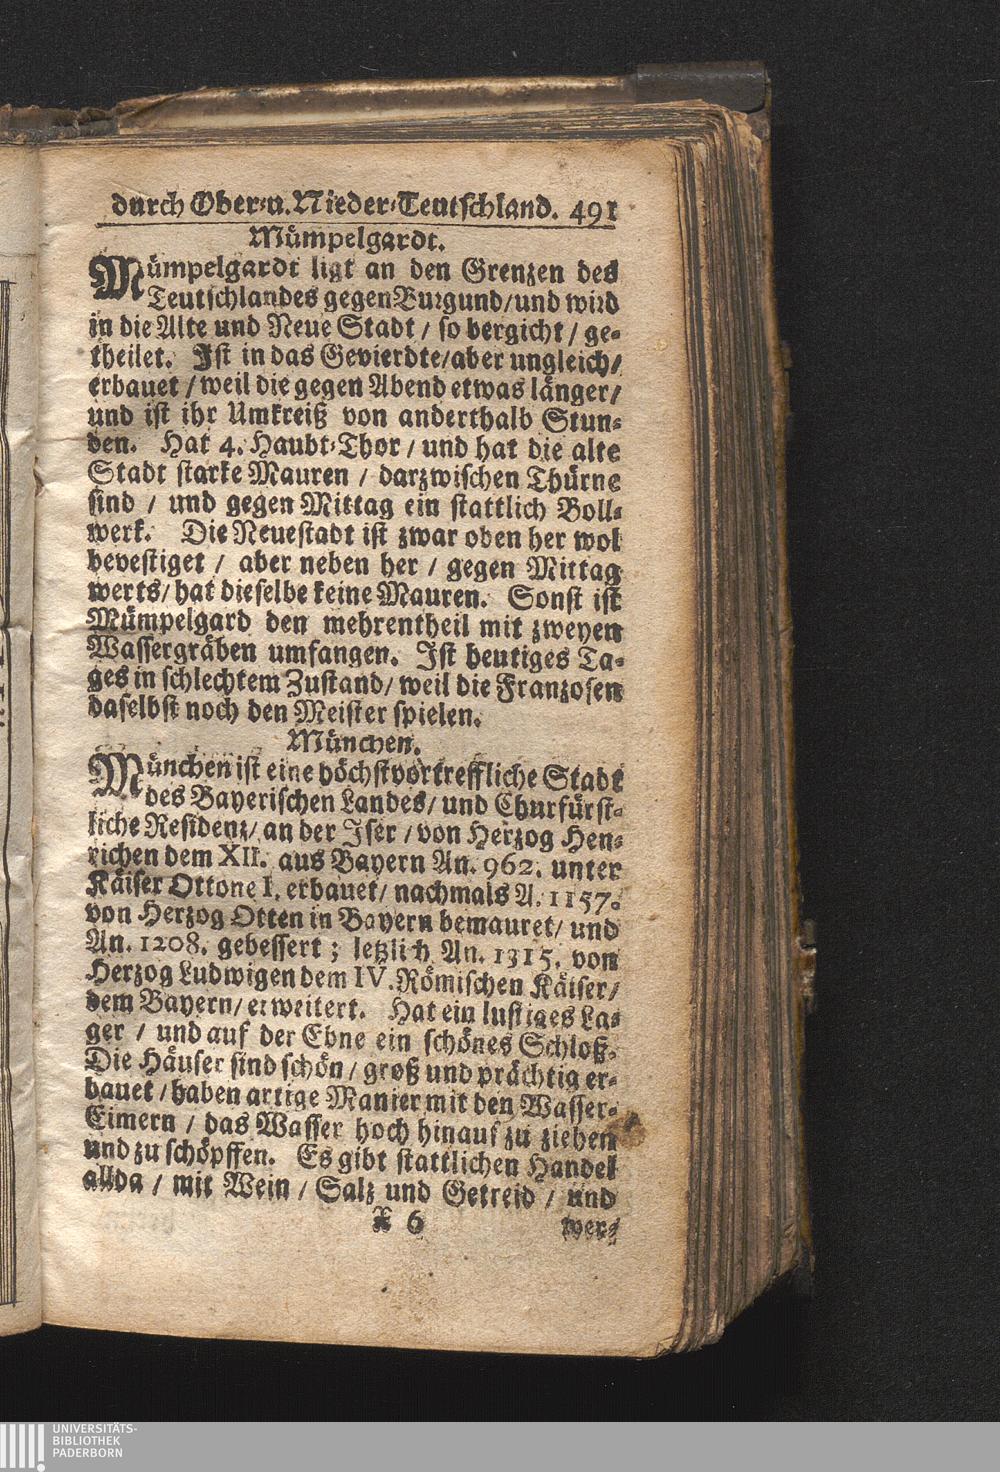 durch Ober-u. Nieder-Teutschland. 491
Mümpelgardt.
Mümpelgardt ligt an den Grenzen des
Teutschlandes gegen Burgund/und wird
in die Alte und Neue Stadt / so bergicht / ge-
theilet. Ist in das Gevierdte/aber ungleich/
erbauet / weil die gegen Abend etwas länger/
und ist ihr Umkreiß von anderthalb Stun-
den. Hat 4. Haubt-Thor / und hat die alte
Stadt starke Mauren / darzwischen Thürne
sind / und gegen Mittag ein stattlich Boll-
werk. Die Neuestadt ist zwar oben her wol
bevestiget / aber neben her / gegen Mittag
werts/ hat dieselbe keine Mauren. Sonst ist
Mümpelgard den mehrentheil mit zweyen
Wassergräben umfangen. Ist heutiges Ta-
ges in schlechtem Zustand/ weil die Franzosen
daselbst noch den Meister spielen.
München.
München ist eine höchstvortreffliche Stadt
des Bayerischen Landes/ und Churfürst-
liche Residenz/ an der Iser / von Herzog Hen-
richen dem XII. aus Bayern An. 962. unter
Käiser Ottone I. erbauet/ nachmals A. 1157.
von Herzog Otten in Bayern bemauret/ und
An. 1208. gebessert ; letzlich An. 1315. von
Herzog Ludwigen dem IV. Römischen Käiser/
dem Bayern/ erweitert. Hat ein lustiges La-
ger / und auf der Ebne ein schönes Schloß.
Die Häuser sind schön / groß und prächtig er-
bauet / haben artige Manier mit den Wasser-
Eimern / das Wasser hoch hinauf zu ziehen
und zu schöpffen. Es gibt stattlichen Handel
allda / mit Wein / Salz und Getreid / und
X 6 wer-
UNIVERSITÄTS-
BIBLIOTHEK
PADERBORN